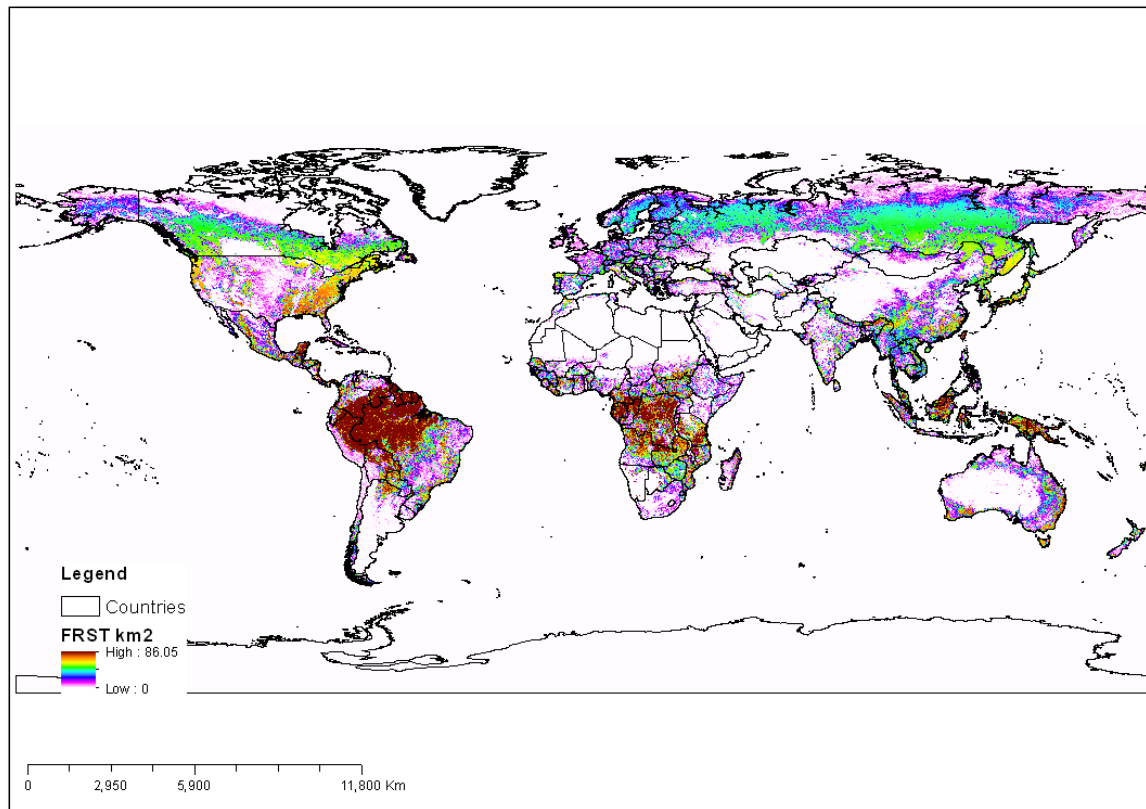 Legend
Countries
FRST km2
High : 86.05
Low : 0
0 2,950 5,900 11,800 Km